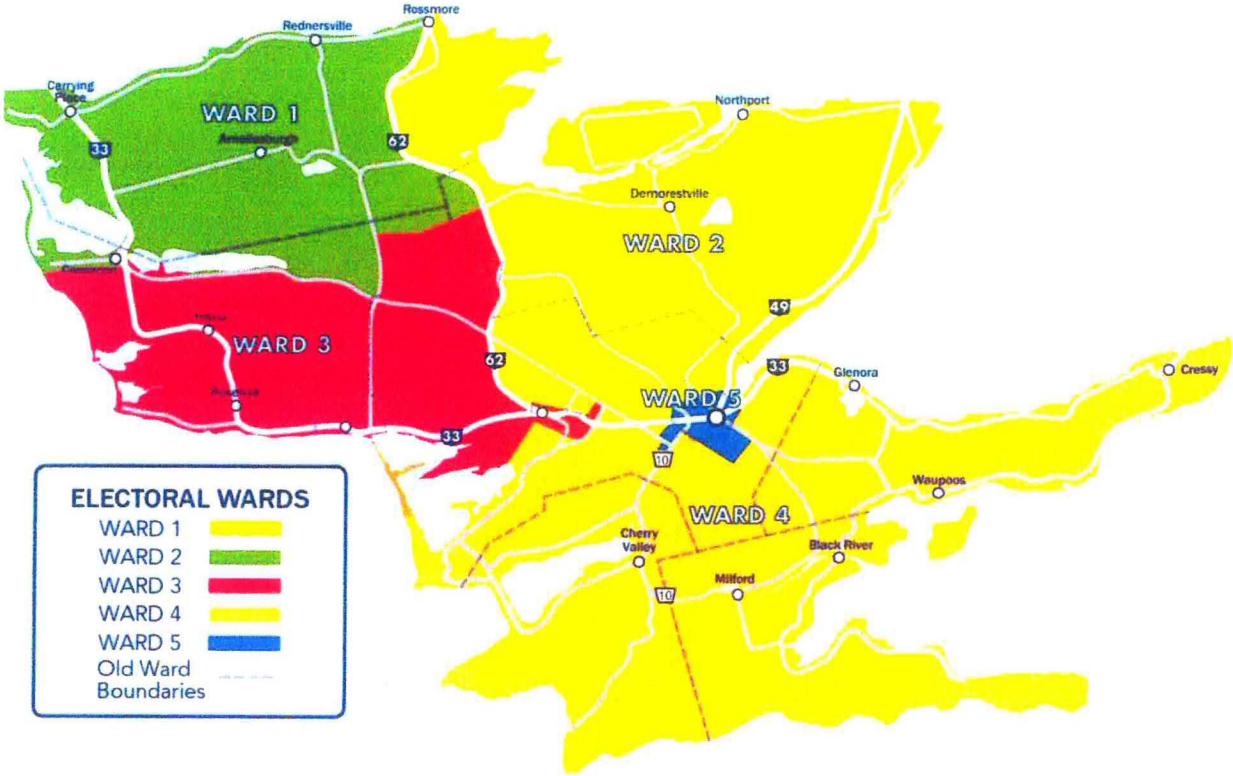 Rossmore
Rednersville
Carrying
Place
WARD 1
Northport
62
33
Ameliasburgh
Demorestville
WARD 2
Consecon
49
Hillier
WARD 3
62
33
Glenora
Cressy
WARD 5
33
10
Waupoos
WARD 4
Cherry
Valley
Black River
Milford
10
ELECTORAL WARDS
WARD 1
WARD 2
WARD 3
WARD 4
WARD 5
Old Ward
Boundaries